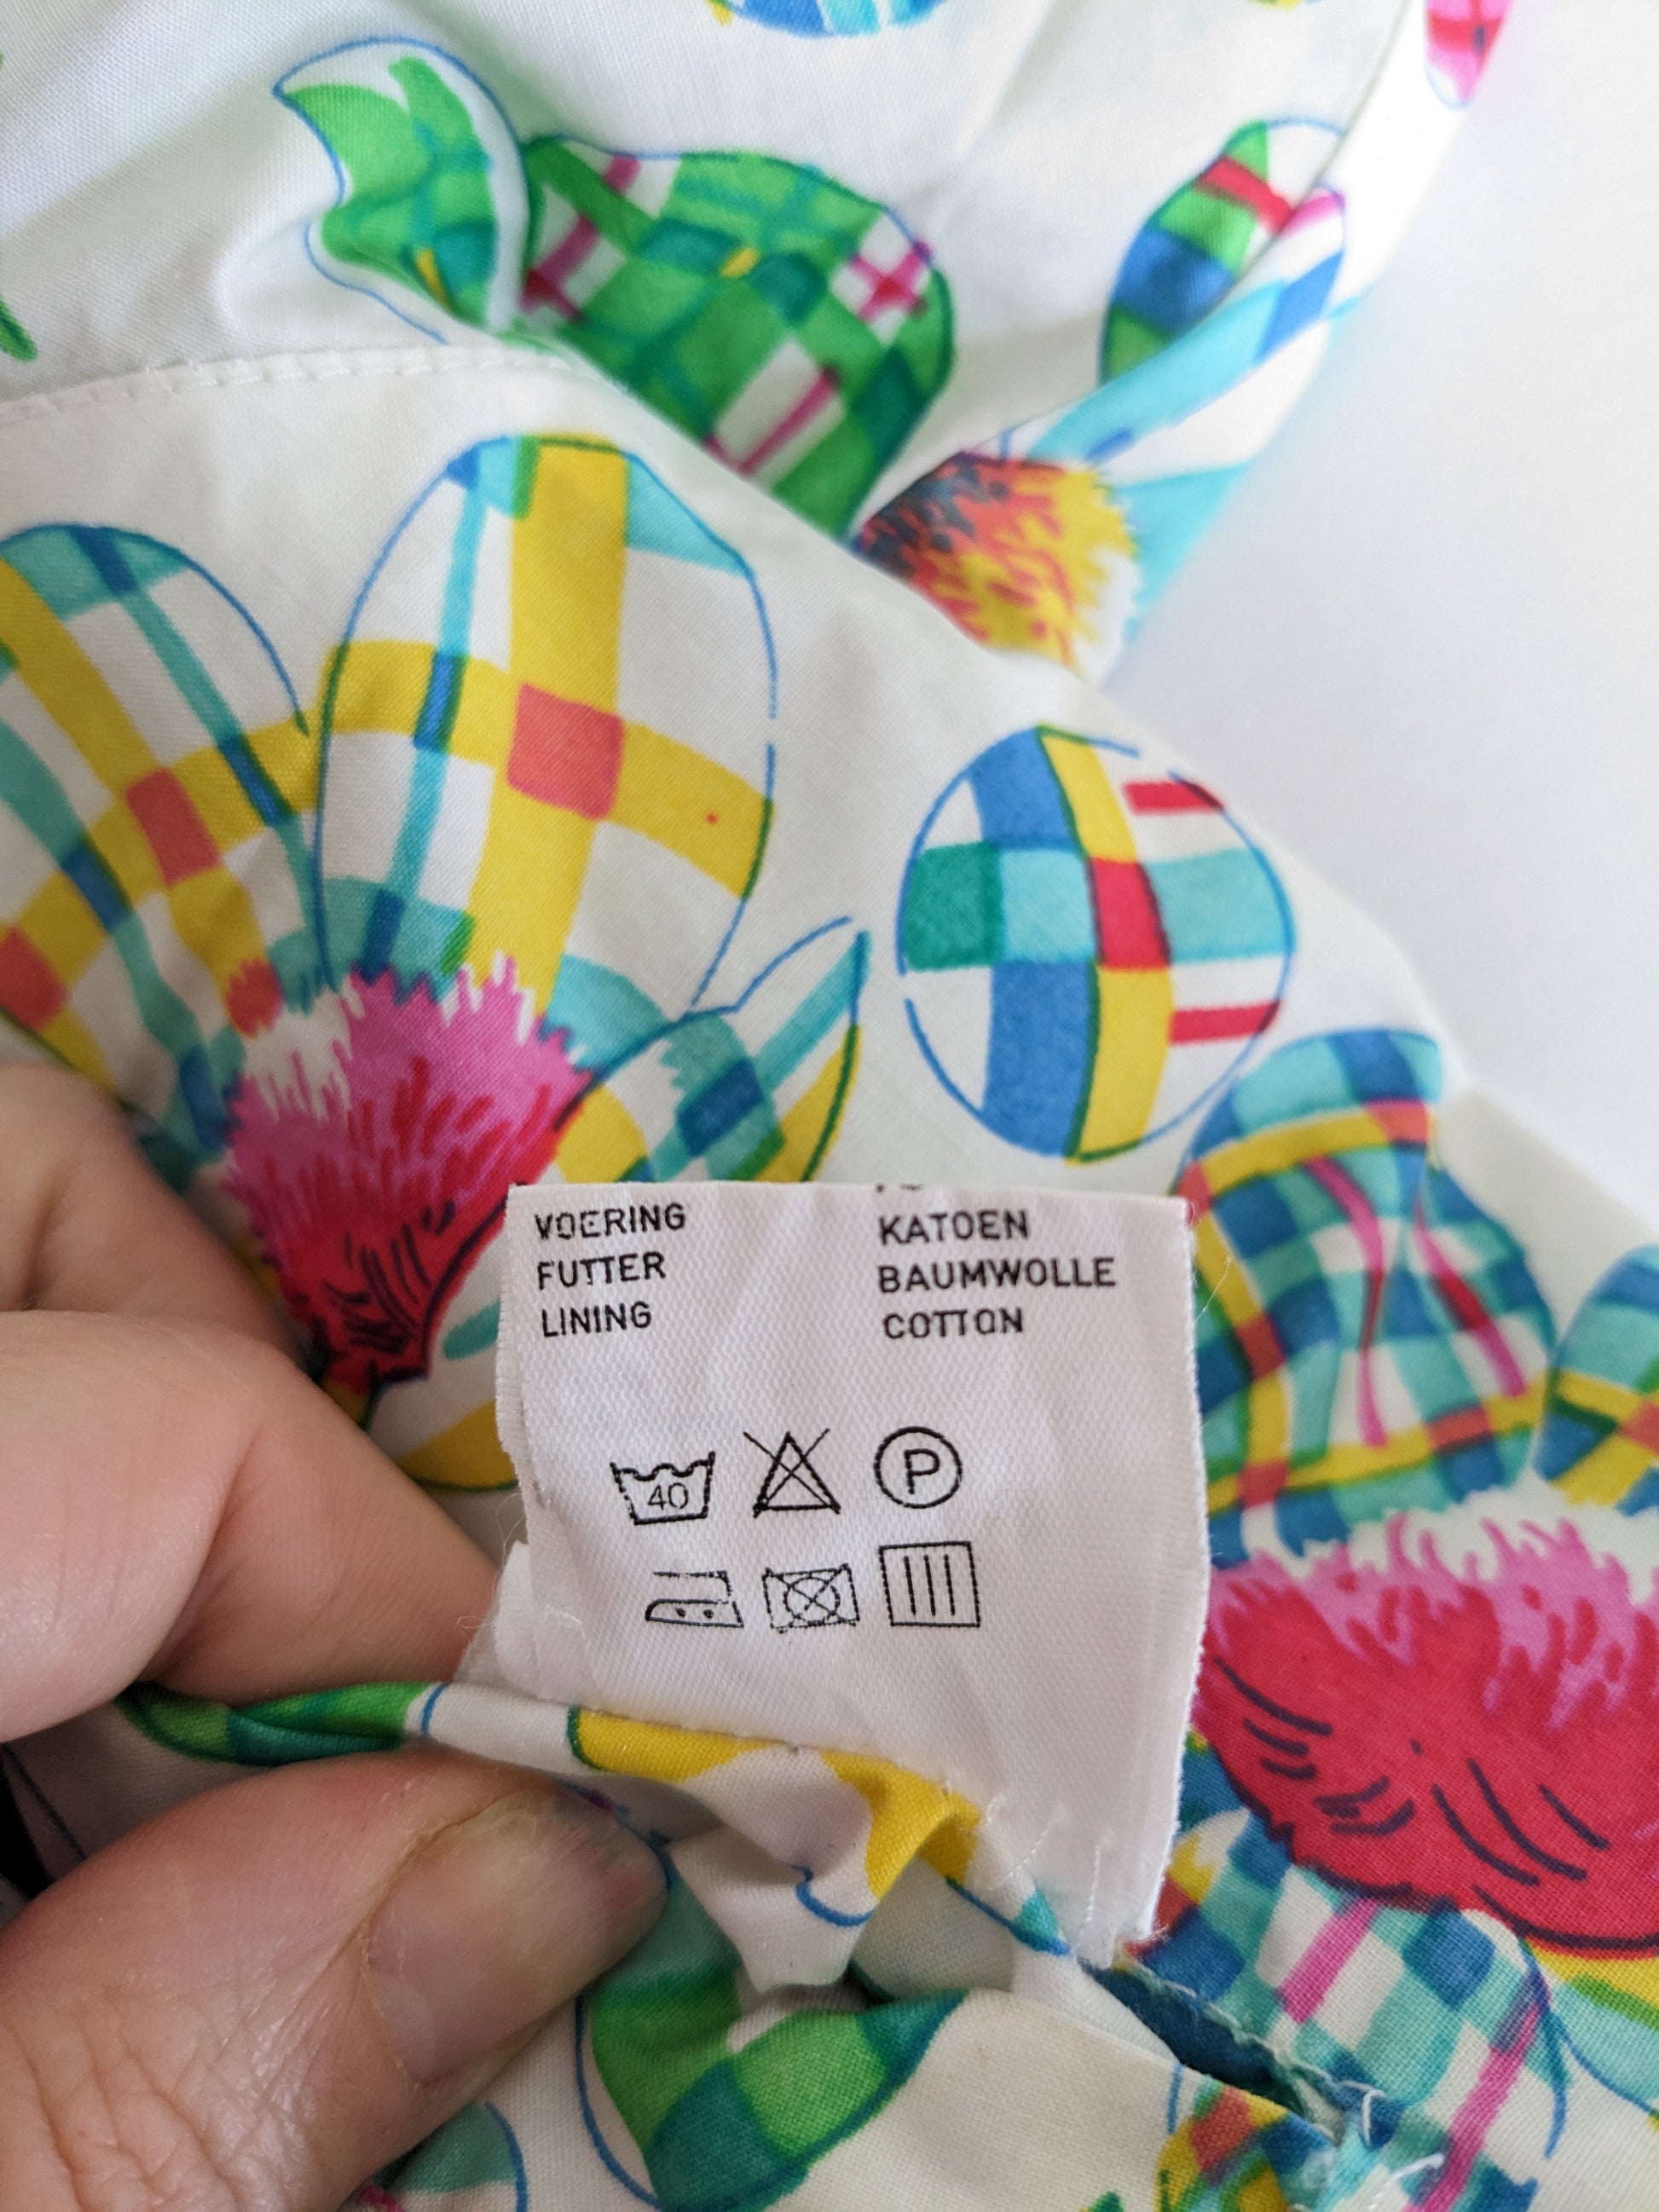 VOERING KATOEN
FUTTER BAUMWOLLE
LINING COTTON
40 P